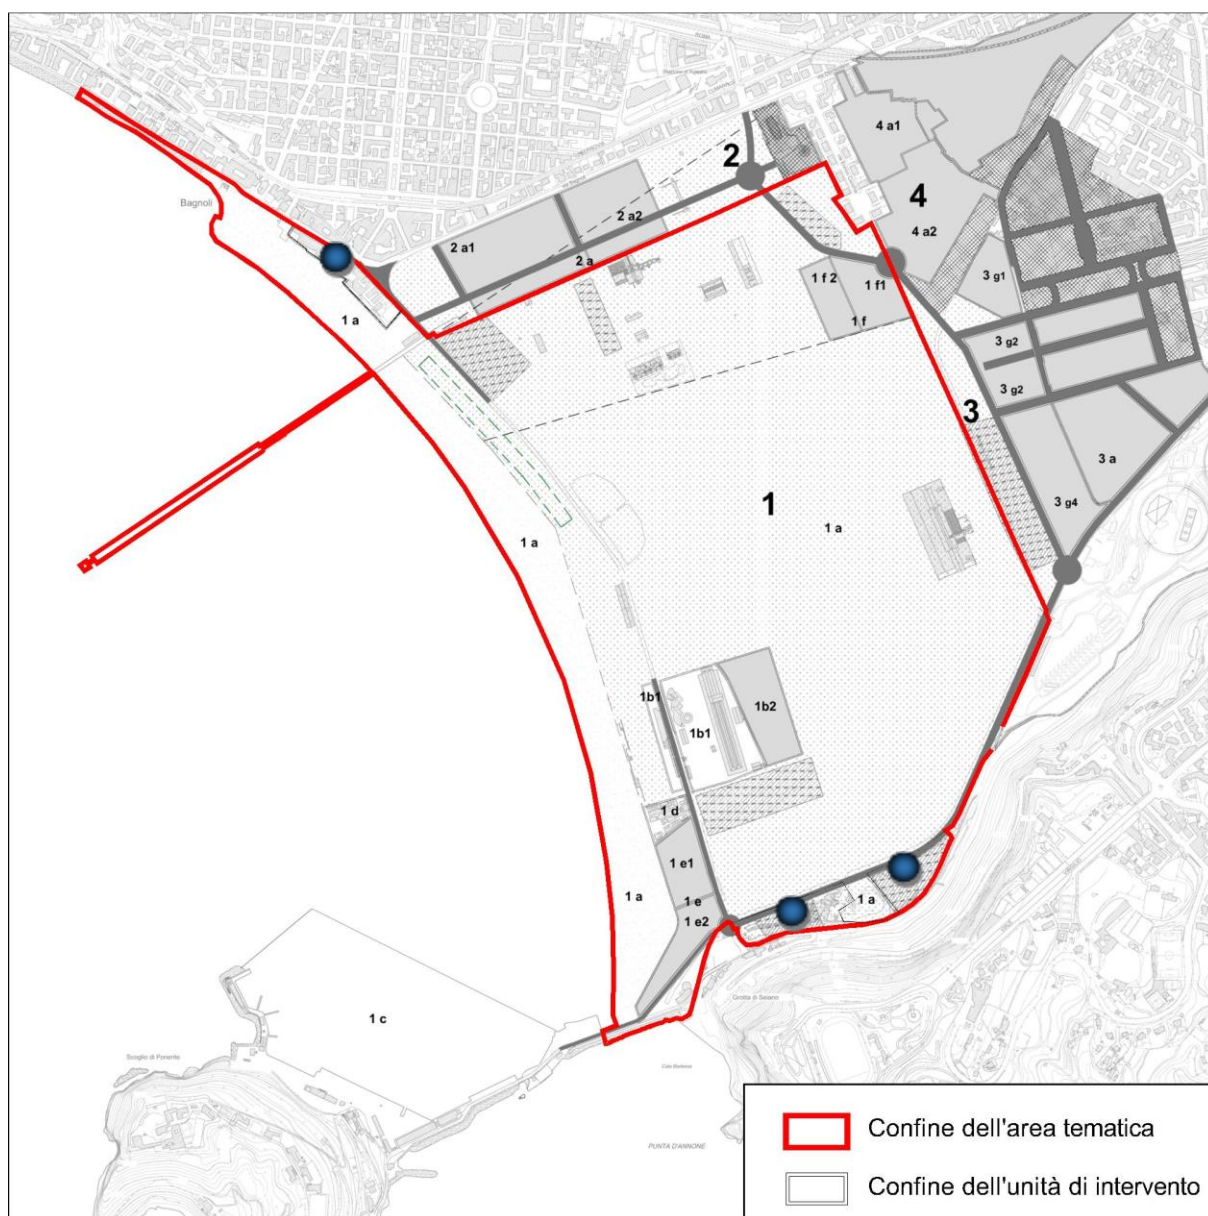 Bagnoli
2
4 a1
4
4 a2
2 a1
2 a2
2 a
1 f 2
1 f1
1 f
3 g1
3 g2
3 g2
3
3 a
3 g4
1 a
1
1 a
1 a
1b1
1b1
1b2
1 d
1 e1
1 e
1 e2
1 a
1 a
1 c
Grotta di Seiano
Scoglio di Ponente
Cala Badessa
PUNTA D'ANNONE
Confine dell'area tematica
Confine dell'unità di intervento